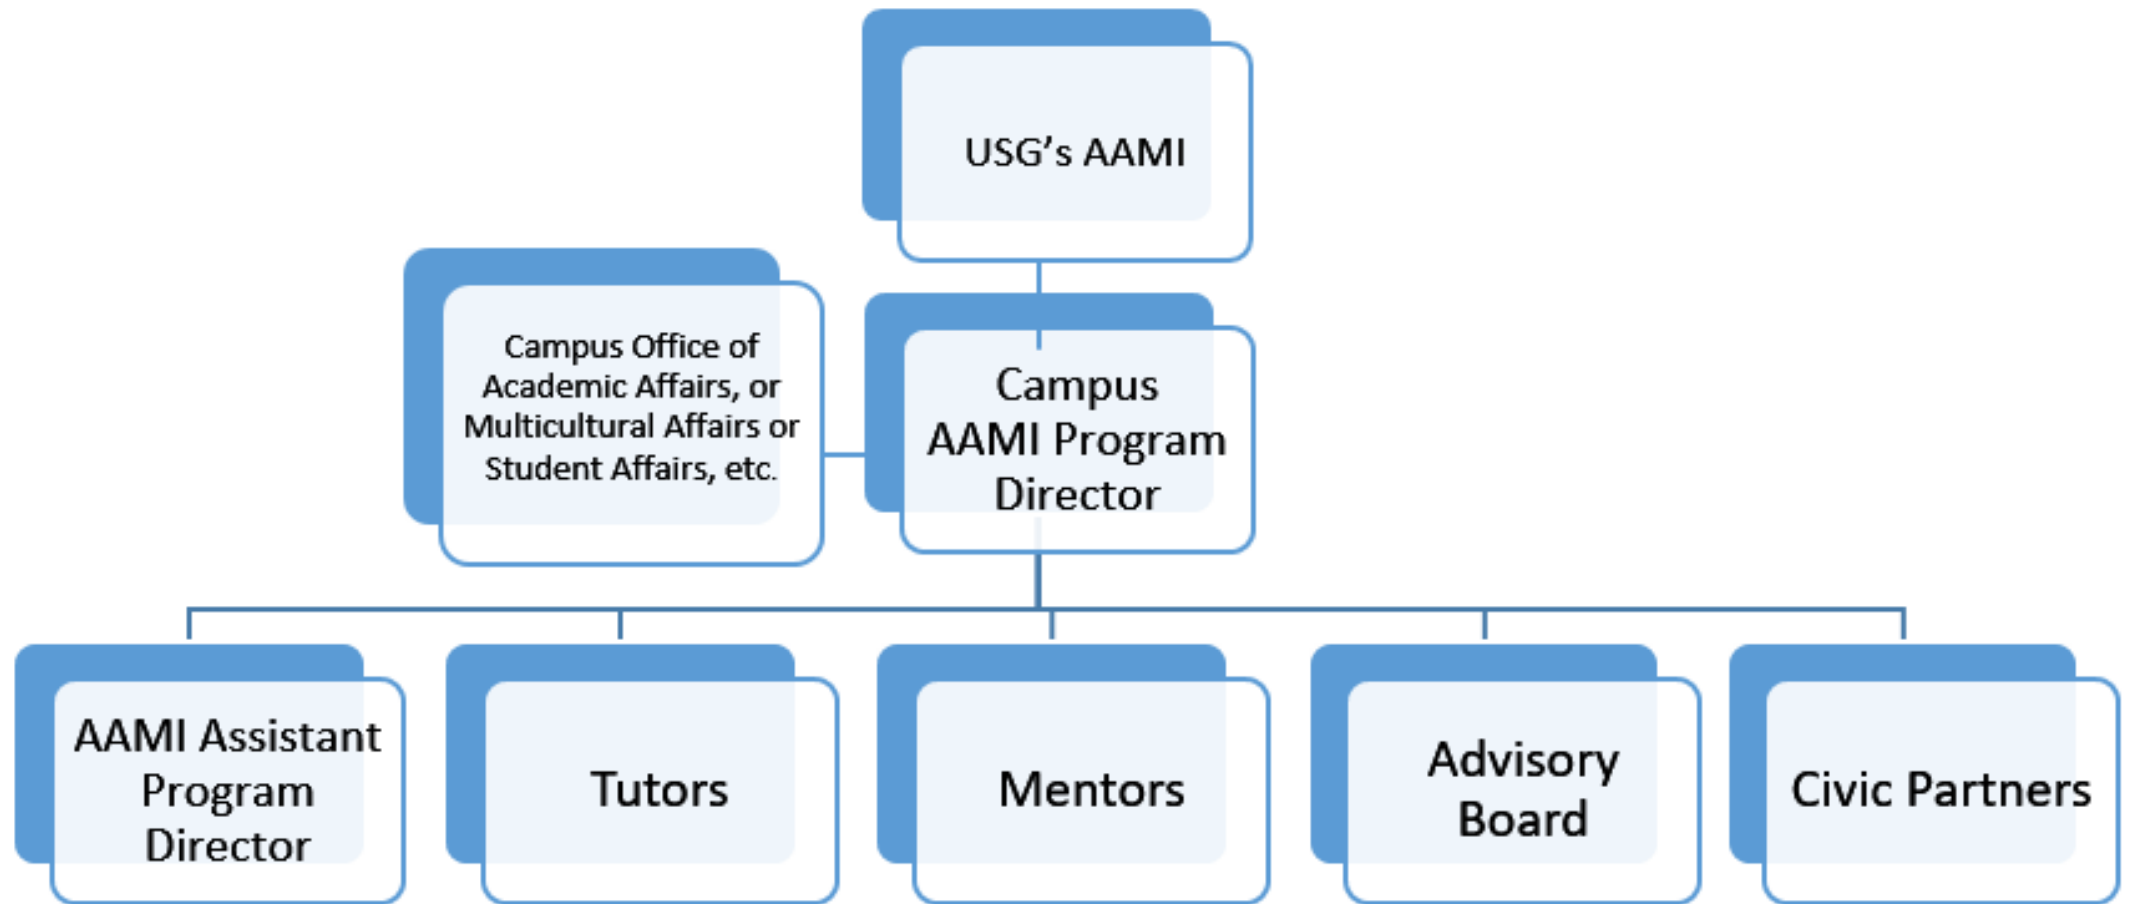 USG’s AAMI
Campus Office of
Academic Affairs, or
Multicultural Affairs or
Student Affairs, etc.
Campus
AAMI Program
Director
AAMI Assistant
Program
Director
Tutors
Mentors
Advisory
Board
Civic Partners